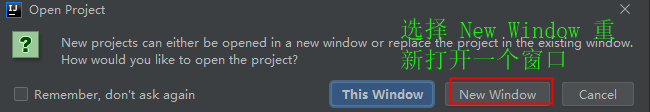 Open Project
选择 New Window 重
新打开一个窗口
New projects can either be opened in a new window or replace the project in the existing window.
How would you like to open the project?
Remember, don't ask again
This Window
New Window
Cancel